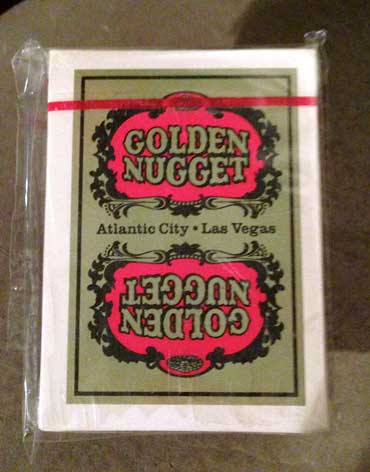 GOLDEN
NUGGET
Atlantic City • Las Vegas
GOLDEN
NUGGET